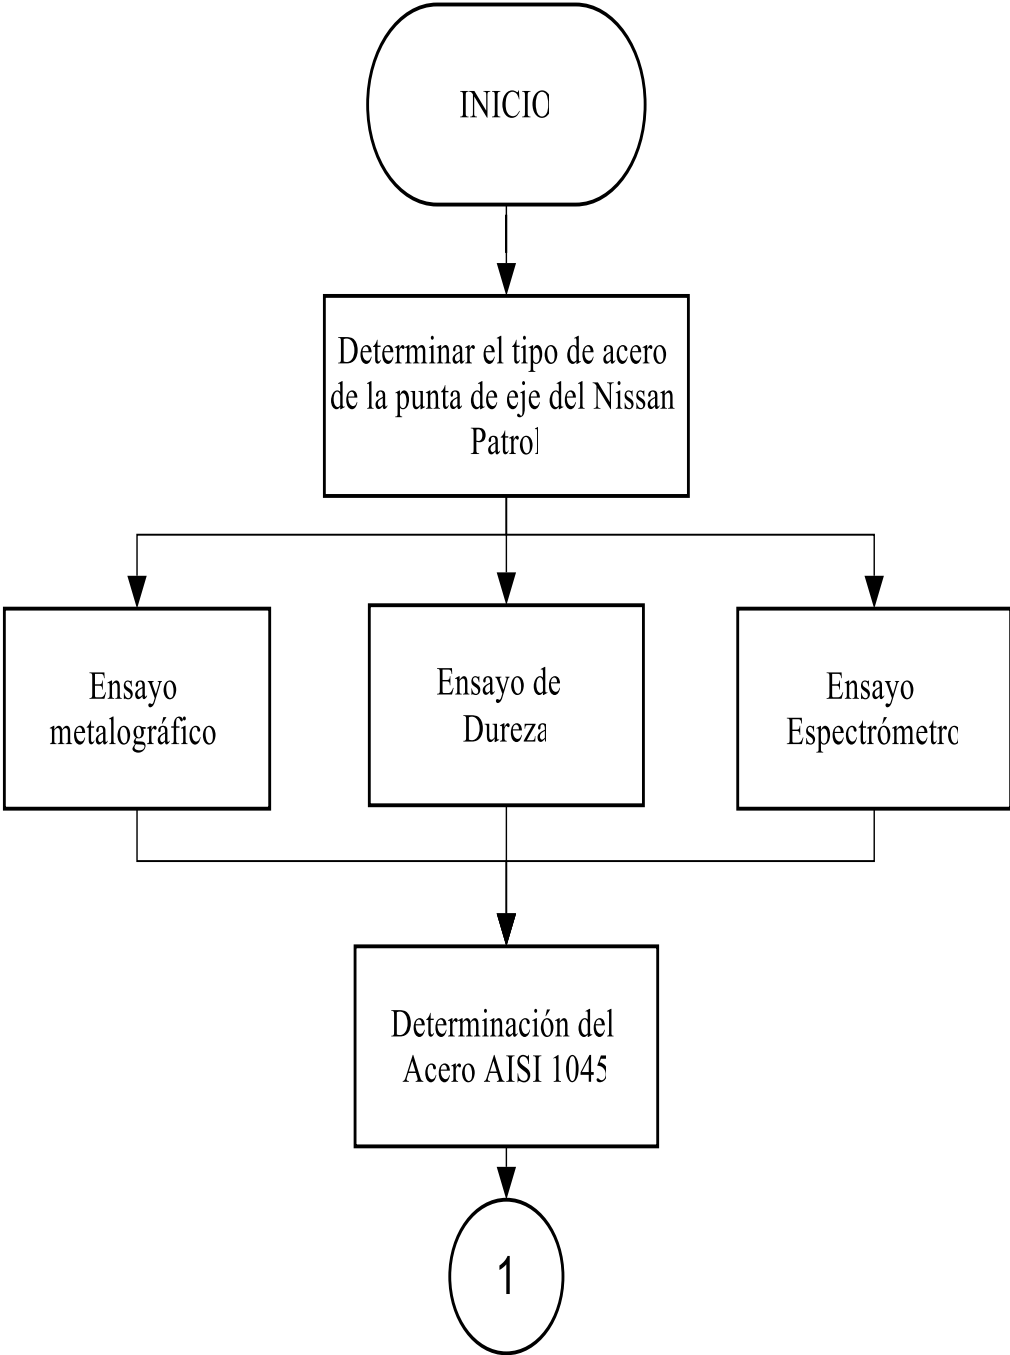 INICIO
Determinar el tipo de acero
de la punta de eje del Nissan
Patrol
Ensayo
metalográfico
Ensayo de
Dureza
Ensayo
Espectrómetro
Determinación del
Acero AISI 1045
1